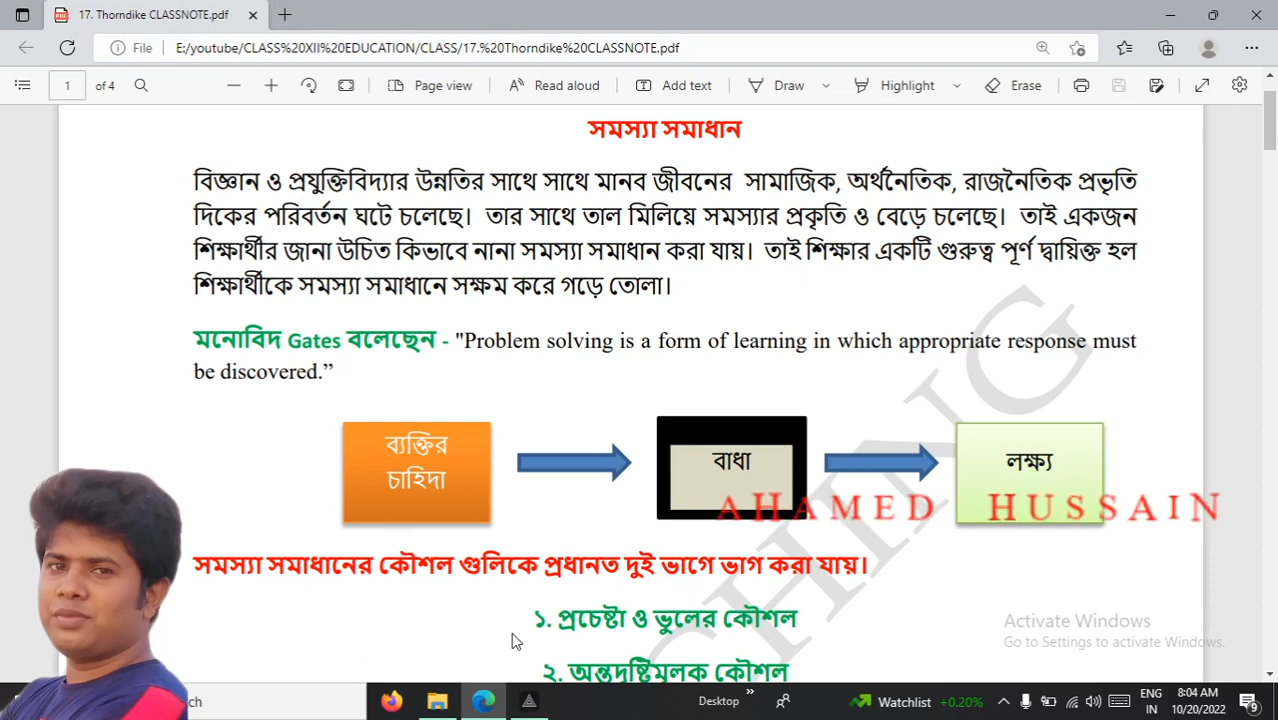 17. Thorndike CLASSNOTE.pdf
File E:/youtube/CLASS%20XII%20EDUCATION/CLASS/17.%20Thorndike%20CLASSNOTE.pdf
1 of 4 Page view Read aloud Add text Draw Highlight Erase
সমস্যা সমাধান
বিজ্ঞান ও প্রযুক্তিবিদ্যার উন্নতির সাথে সাথে মানব জীবনের সামাজিক, অর্থনৈতিক, রাজনৈতিক প্রভৃতি
দিকের পরিবর্তন ঘটে চলেছে। তার সাথে তাল মিলিয়ে সমস্যার প্রকৃতি ও বেড়ে চলেছে। তাই একজন
শিক্ষার্থীর জানা উচিত কিভাবে নানা সমস্যা সমাধান করা যায়। তাই শিক্ষার একটি গুরুত্ব পূর্ণ দ্বায়িক্ত হল
শিক্ষার্থীকে সমস্যা সমাধানে সক্ষম করে গড়ে তোলা।
মনোবিদ Gates বলেছেন - "Problem solving is a form of learning in which appropriate response must
be discovered.”
ব্যক্তির
চাহিদা
বাধা
লক্ষ্য
AHAMED HUSSAIN
সমস্যা সমাধানের কৌশল গুলিকে প্রধানত দুই ভাগে ভাগ করা যায়।
১. প্রচেষ্টা ও ভুলের কৌশল
২. অন্তদৃষ্টিমূলক কৌশল
CHING
Activate Windows
Go to Settings to activate Windows.
rch
Desktop
Watchlist +0.20%
ENG
IN
8:04 AM
10/20/2022
9